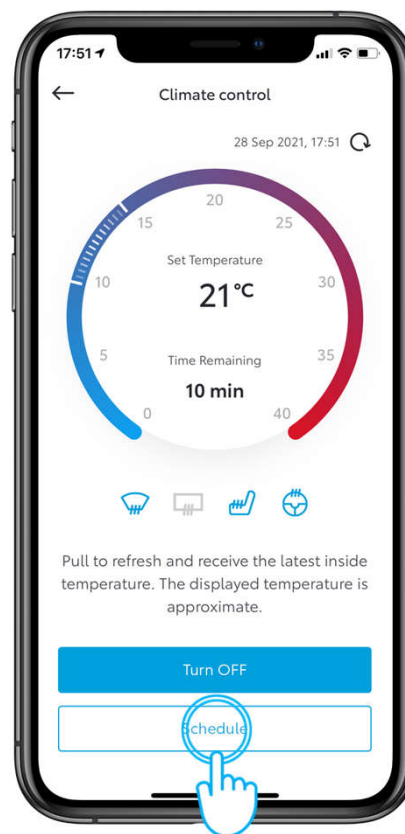 17:51
Climate control
28 Sep 2021, 17:51
20
15
25
Set Temperature
10
21°C
30
5
Time Remaining
35
10 min
0
40
Pull to refresh and receive the latest inside
temperature. The displayed temperature is
approximate.
Turn OFF
Schedule